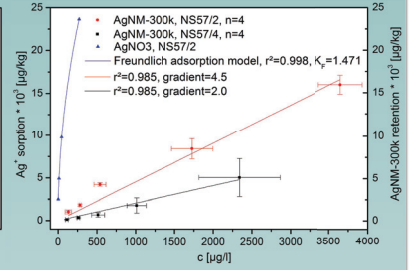 AgNM-300k, NS57/2, n=4
AgNM-300k, NS57/4, n=4
AgNO3, NS57/2
Freundlich adsorption model, r²=0.998, K_F=1.471
r²=0.985, gradient=4.5
r²=0.985, gradient=2.0
Ag⁺ sorption * 10³ [µg/kg]
25
20
15
10
5
0
AgNM-300k retention * 10³ [µg/kg]
25
20
15
10
5
0
0 500 1000 1500 2000 2500 3000 3500 4000
c [µg/l]